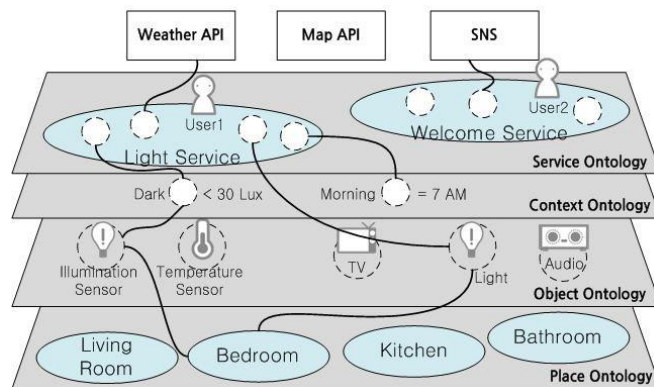 Weather API
Map API
SNS
User1
User2
Light Service
Welcome Service
Service Ontology
Dark
< 30 Lux
Morning
= 7 AM
Context Ontology
Illumination
Sensor
Temperature
Sensor
TV
Light
Audio
Object Ontology
Living
Room
Bedroom
Kitchen
Bathroom
Place Ontology